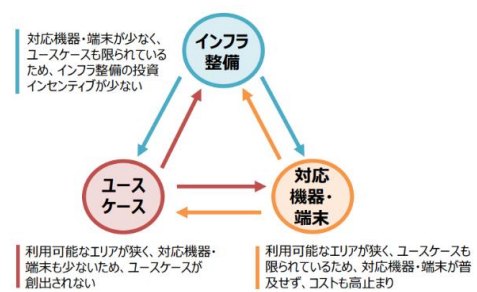 対応機器・端末が少なく、
ユースケースも限られている
ため、インフラ整備の投資
インセンティブが少ない
インフラ
整備
ユース
ケース
対応
機器・
端末
利用可能なエリアが狭く、対応機器・
端末も少ないため、ユースケースが
創出されない
利用可能なエリアが狭く、ユースケースも
限られているため、対応機器・端末が普
及せず、コストも高止まり